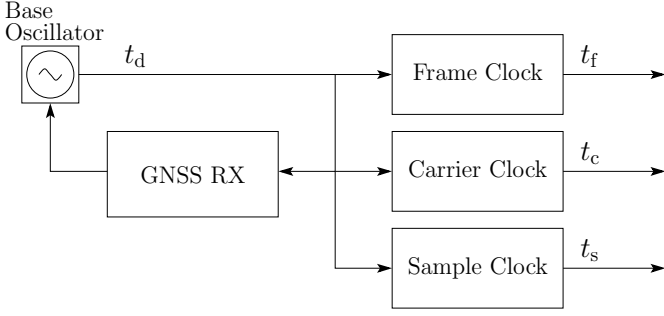 Base
Oscillator
t_d
Frame Clock
t_f
GNSS RX
Carrier Clock
t_c
Sample Clock
t_s